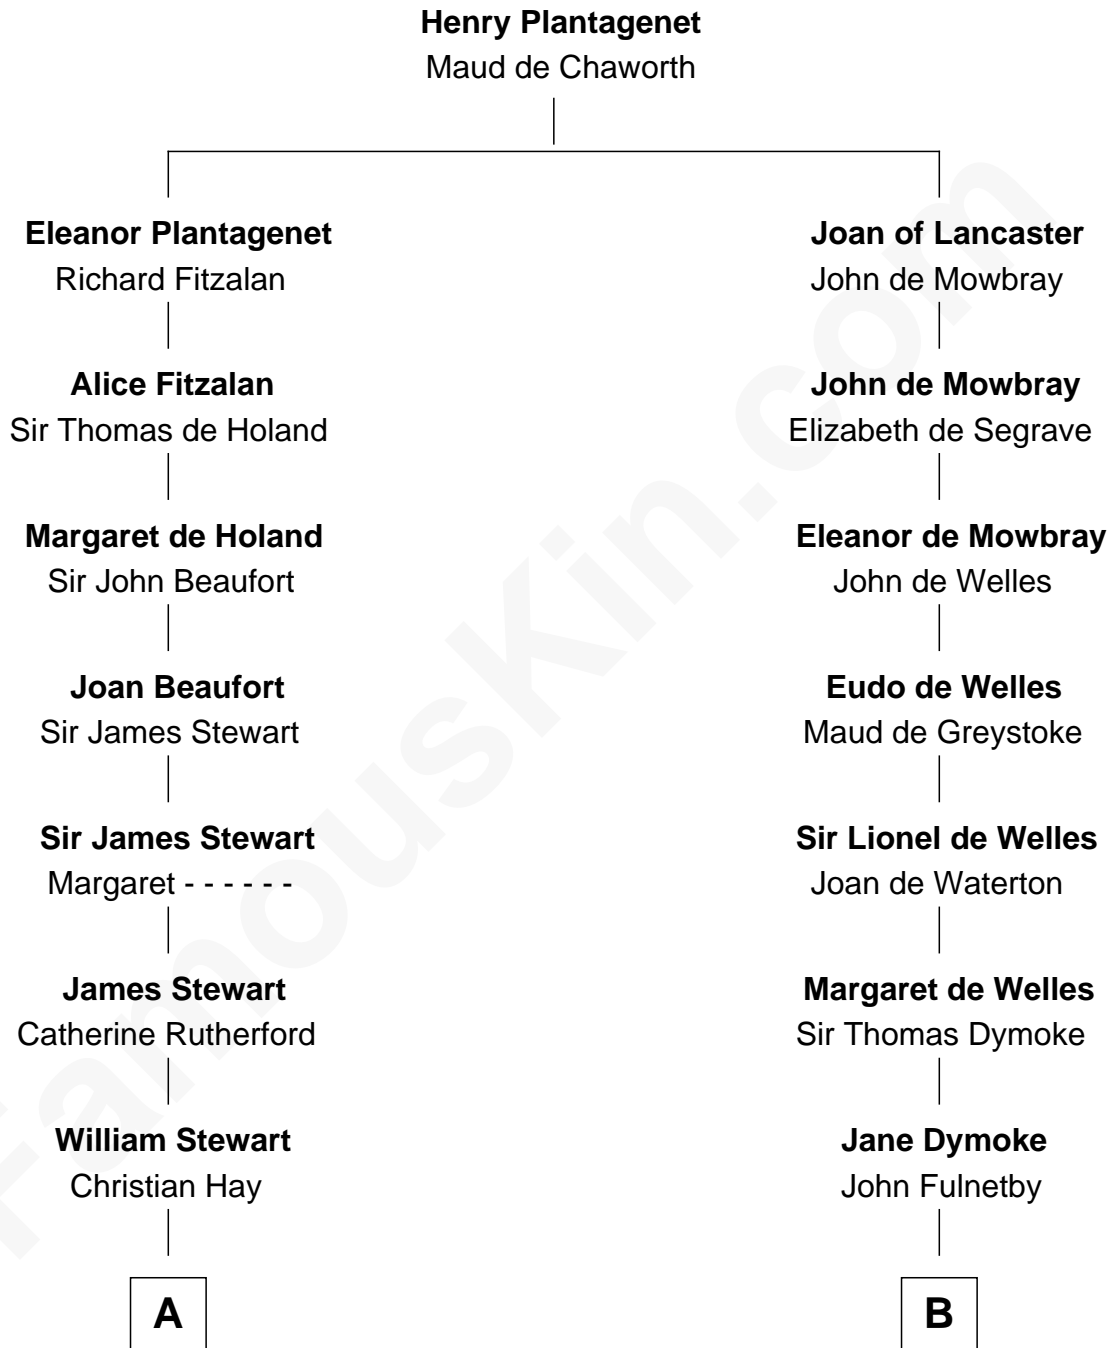 Henry Plantagenet
Maud de Chaworth
Eleanor Plantagenet
Richard Fitzalan
Joan of Lancaster
John de Mowbray
Alice Fitzalan
Sir Thomas de Holand
John de Mowbray
Elizabeth de Segrave
Margaret de Holand
Sir John Beaufort
Eleanor de Mowbray
John de Welles
Joan Beaufort
Sir James Stewart
Eudo de Welles
Maud de Greystoke
Sir James Stewart
Margaret - - - - - -
Sir Lionel de Welles
Joan de Waterton
James Stewart
Catherine Rutherford
Margaret de Welles
Sir Thomas Dymoke
William Stewart
Christian Hay
Jane Dymoke
John Fulnetby
A
B
FamousKin.com